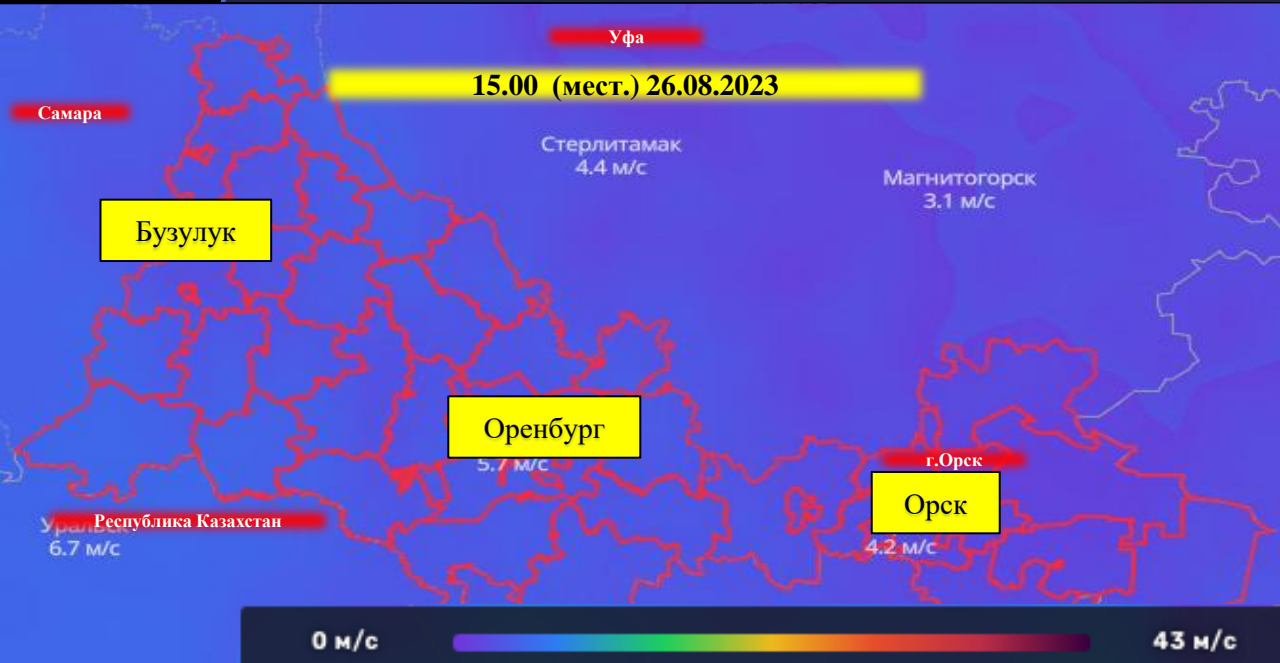 Уфа
15.00 (мест.) 26.08.2023
Самара
Стерлитамак
4.4 м/с
Магнитогорск
3.1 м/с
Бузулук
Оренбург
5.7 м/с
г.Орск
Орск
4.2 м/с
Республика Казахстан
Уральск
6.7 м/с
0 м/с
43 м/с